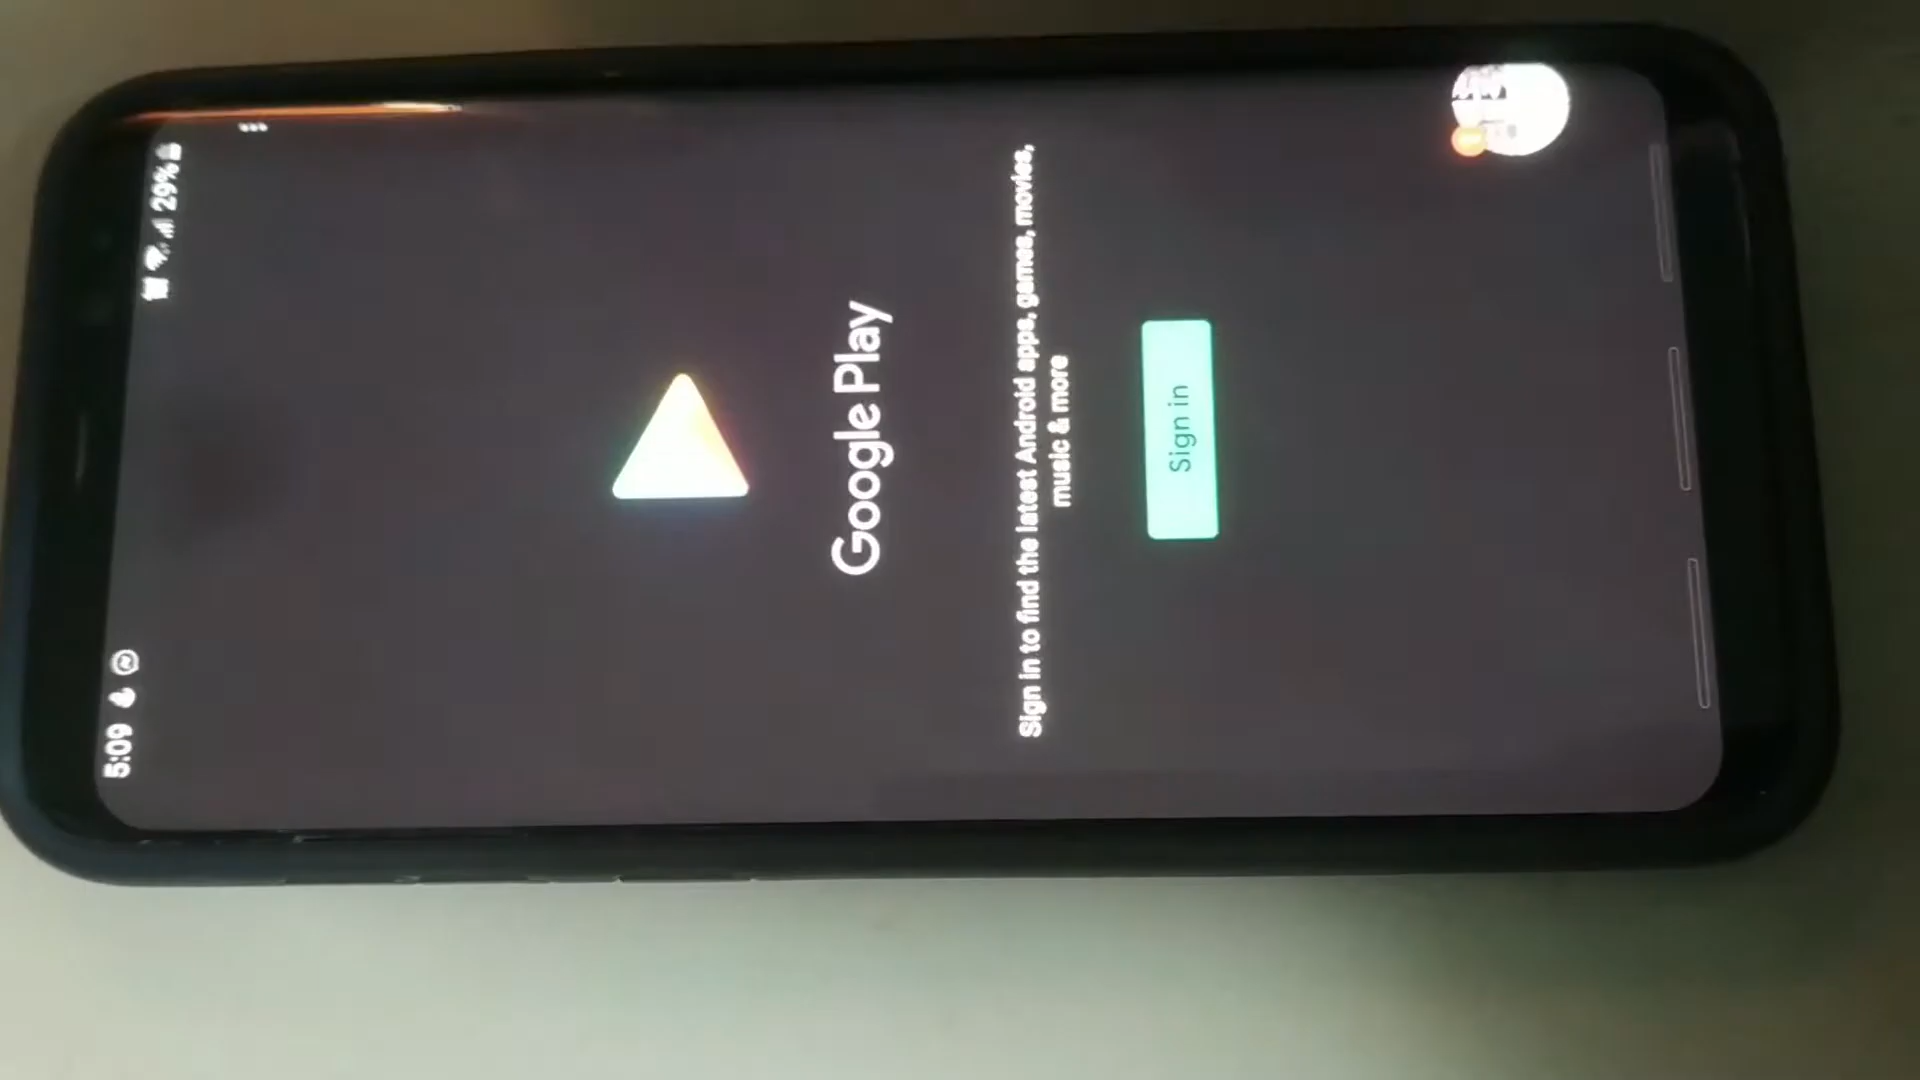 5:09
29%
Google Play
Sign in to find the latest Android apps, games, movies,
music & more
Sign in